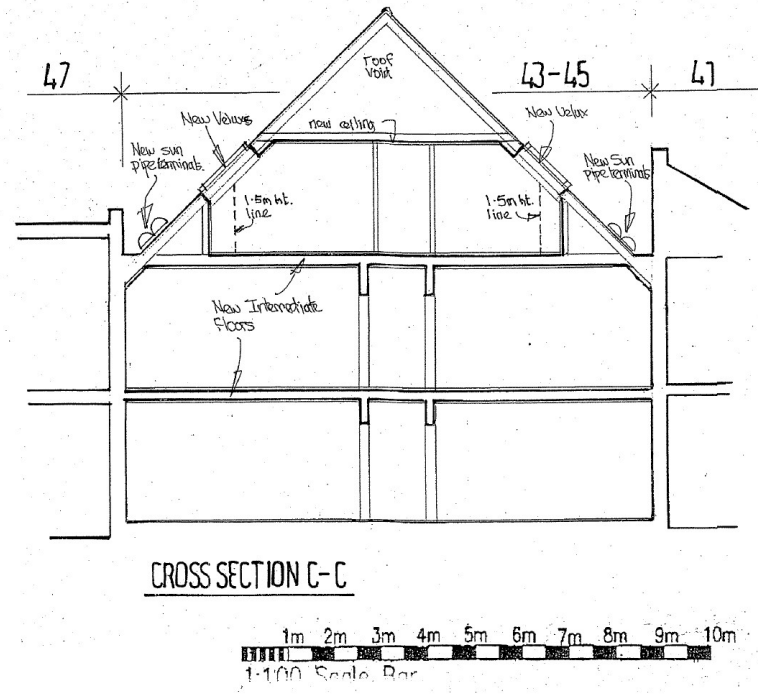 47
43-45
41
roof
void
New Veluxs
new ceiling
New Velux
New sun
pipe terminals.
New Sun
pipe terminals
1.5m ht.
line
1.5m ht.
line
New Intermediate
Floors
CROSS SECTION C-C
1m 2m 3m 4m 5m 6m 7m 8m 9m 10m
1:100 Scale Bar